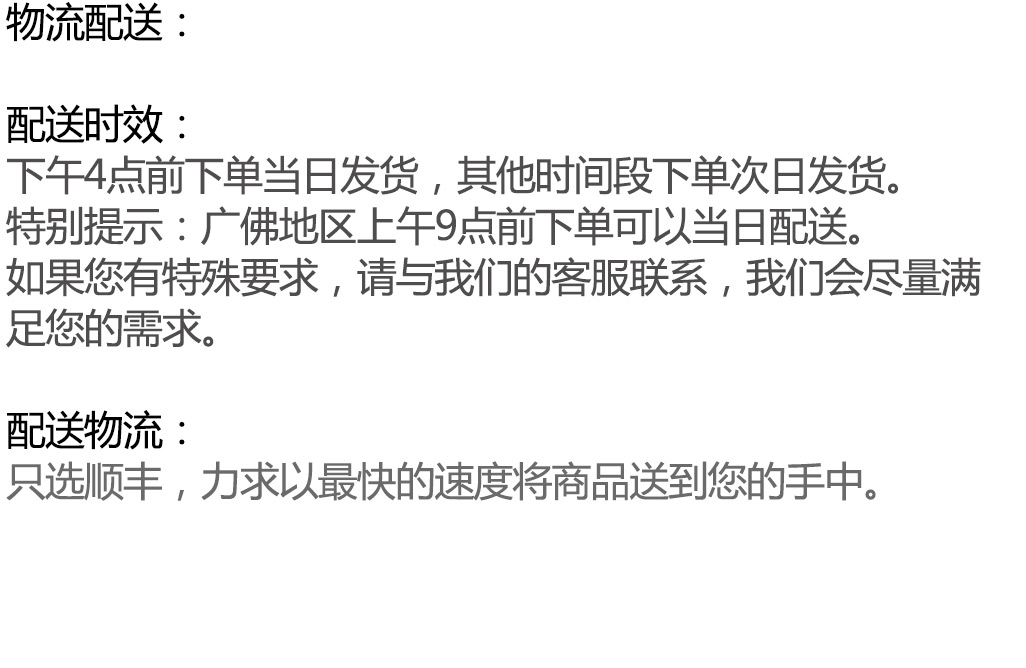 物流配送：
配送时效：
下午4点前下单当日发货，其他时间段下单次日发货。
特别提示：广佛地区上午9点前下单可以当日配送。
如果您有特殊要求，请与我们的客服联系，我们会尽量满
足您的需求。
配送物流：
只选顺丰，力求以最快的速度将商品送到您的手中。